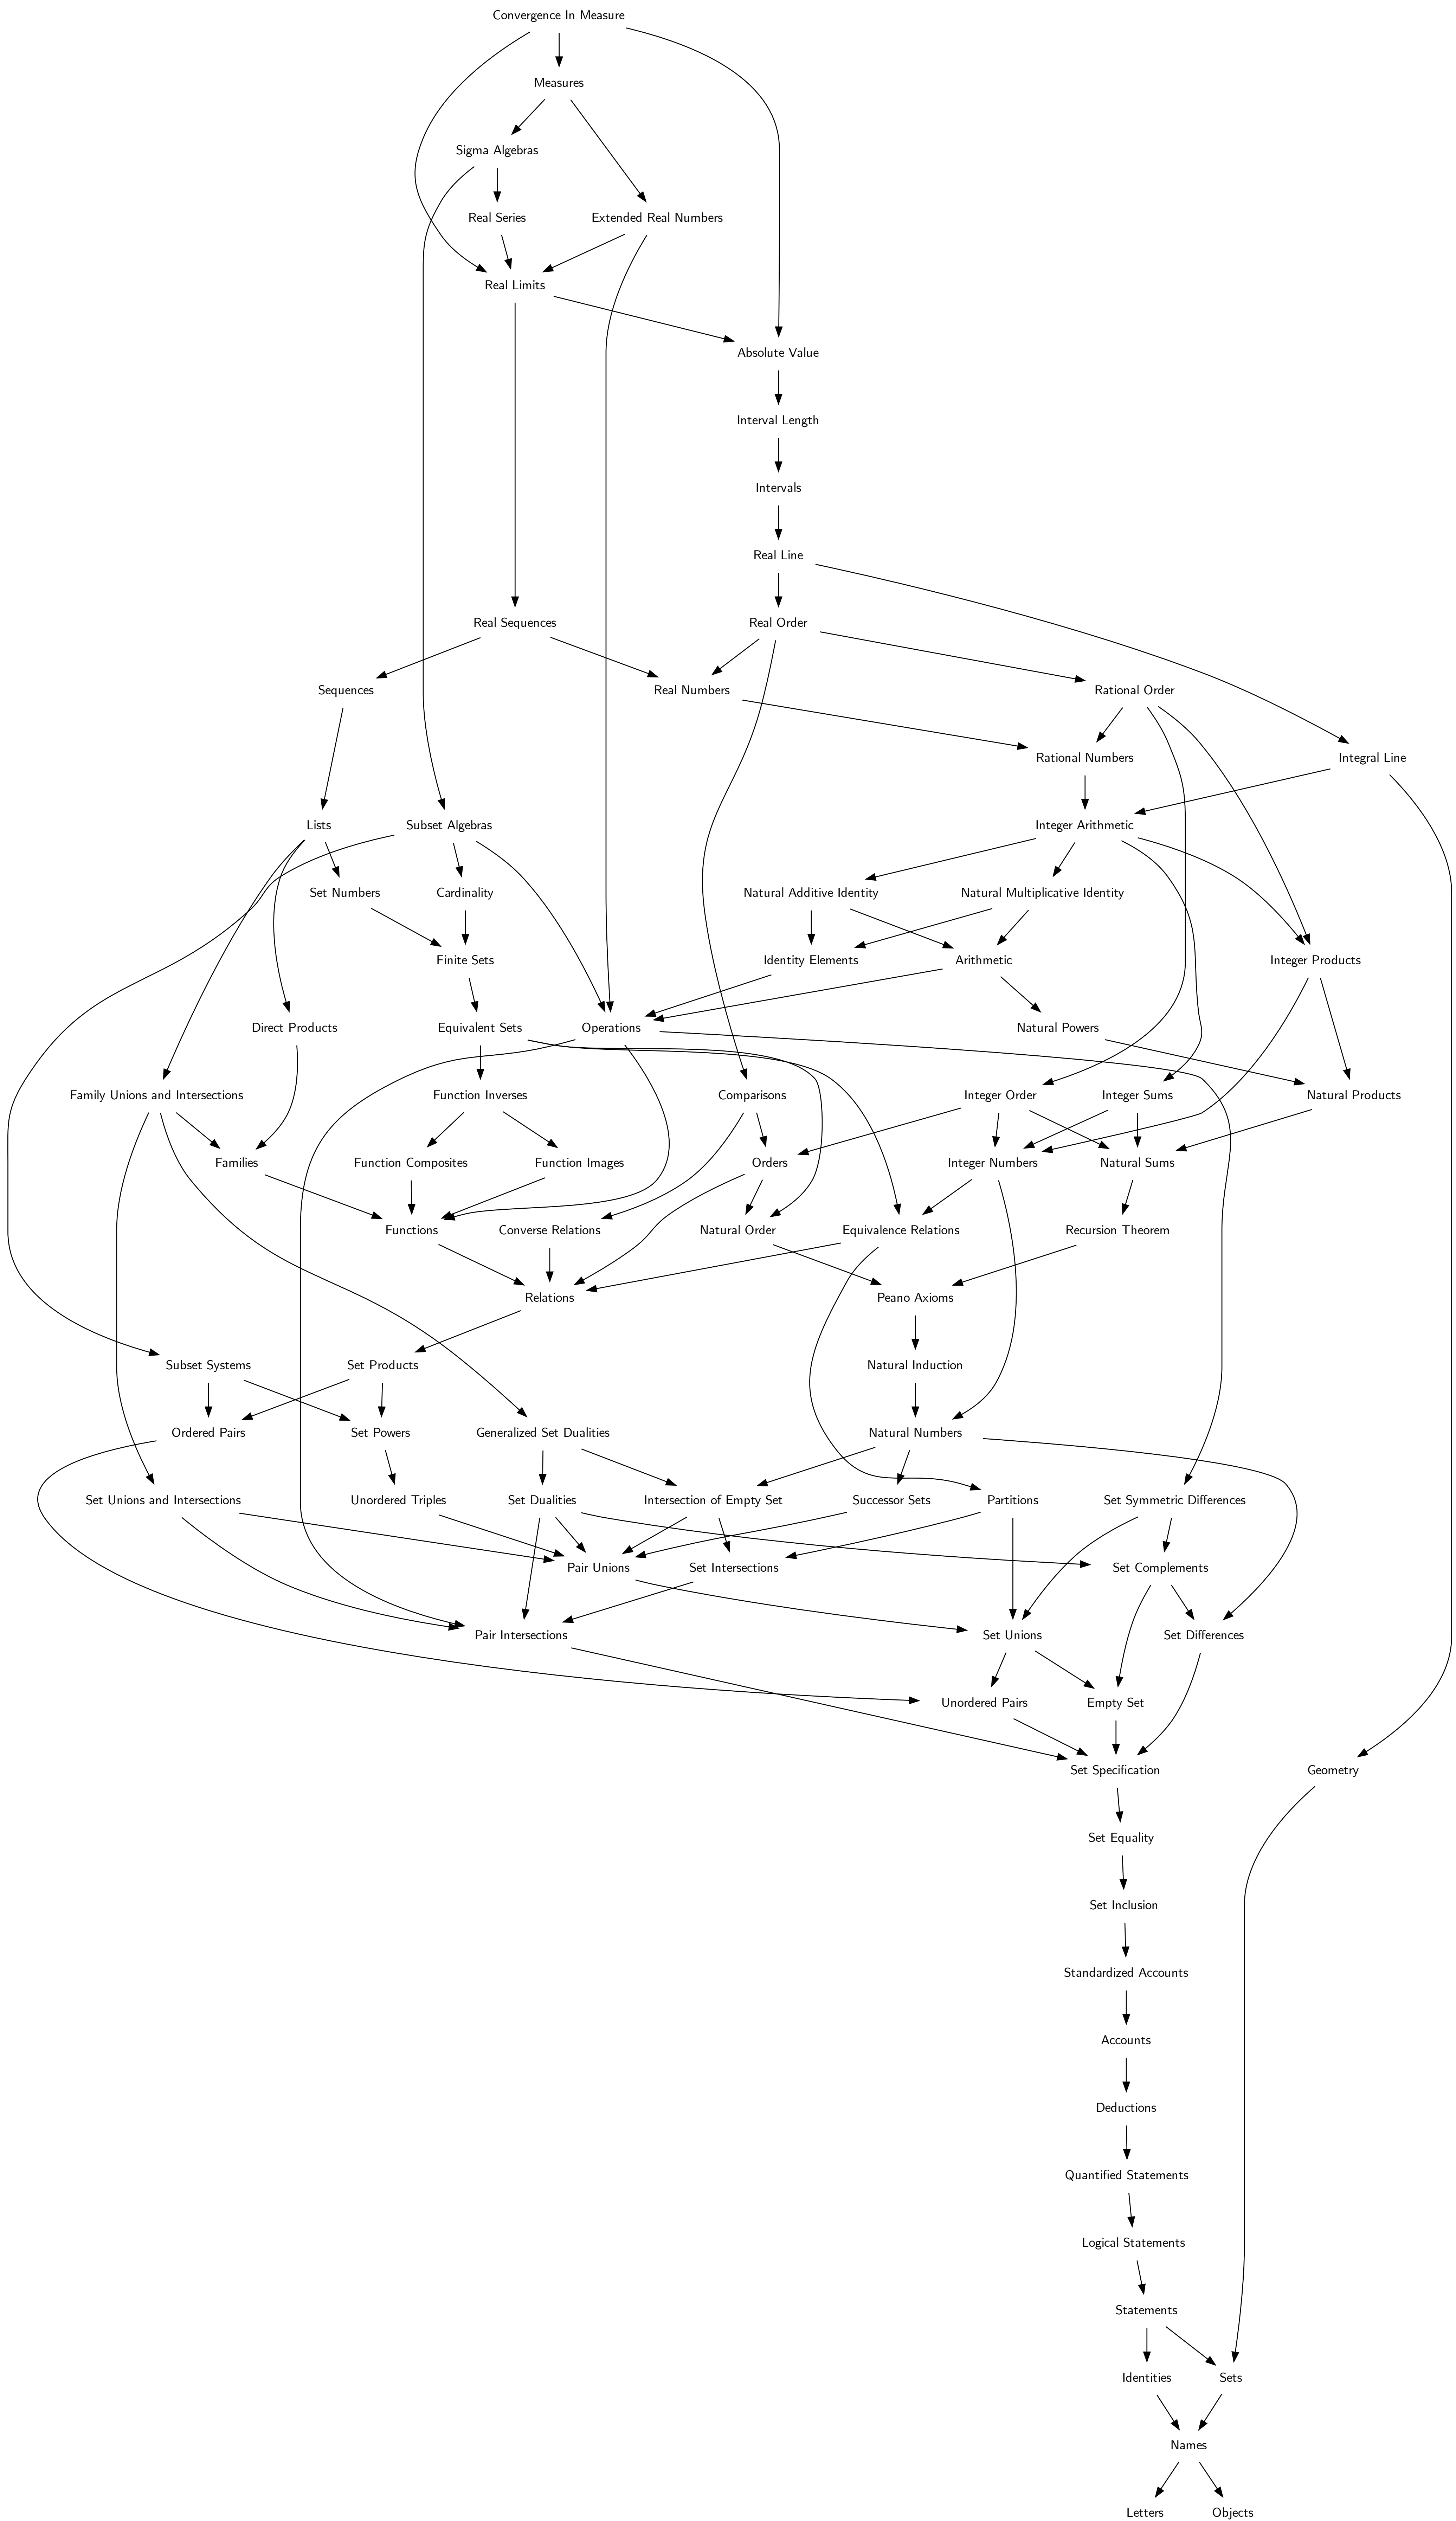 Convergence In Measure
Measures
Sigma Algebras
Real Series
Extended Real Numbers
Real Limits
Absolute Value
Interval Length
Intervals
Real Line
Real Sequences
Real Order
Sequences
Real Numbers
Rational Order
Rational Numbers
Integral Line
Lists
Subset Algebras
Integer Arithmetic
Set Numbers
Cardinality
Natural Additive Identity
Natural Multiplicative Identity
Finite Sets
Identity Elements
Arithmetic
Integer Products
Direct Products
Equivalent Sets
Operations
Natural Powers
Family Unions and Intersections
Function Inverses
Comparisons
Integer Order
Integer Sums
Natural Products
Families
Function Composites
Function Images
Orders
Integer Numbers
Natural Sums
Functions
Converse Relations
Natural Order
Equivalence Relations
Recursion Theorem
Relations
Peano Axioms
Subset Systems
Set Products
Natural Induction
Ordered Pairs
Set Powers
Generalized Set Dualities
Natural Numbers
Set Unions and Intersections
Unordered Triples
Set Dualities
Intersection of Empty Set
Successor Sets
Partitions
Set Symmetric Differences
Pair Unions
Set Intersections
Set Complements
Pair Intersections
Set Unions
Set Differences
Unordered Pairs
Empty Set
Set Specification
Geometry
Set Equality
Set Inclusion
Standardized Accounts
Accounts
Deductions
Quantified Statements
Logical Statements
Statements
Identities
Sets
Names
Letters
Objects